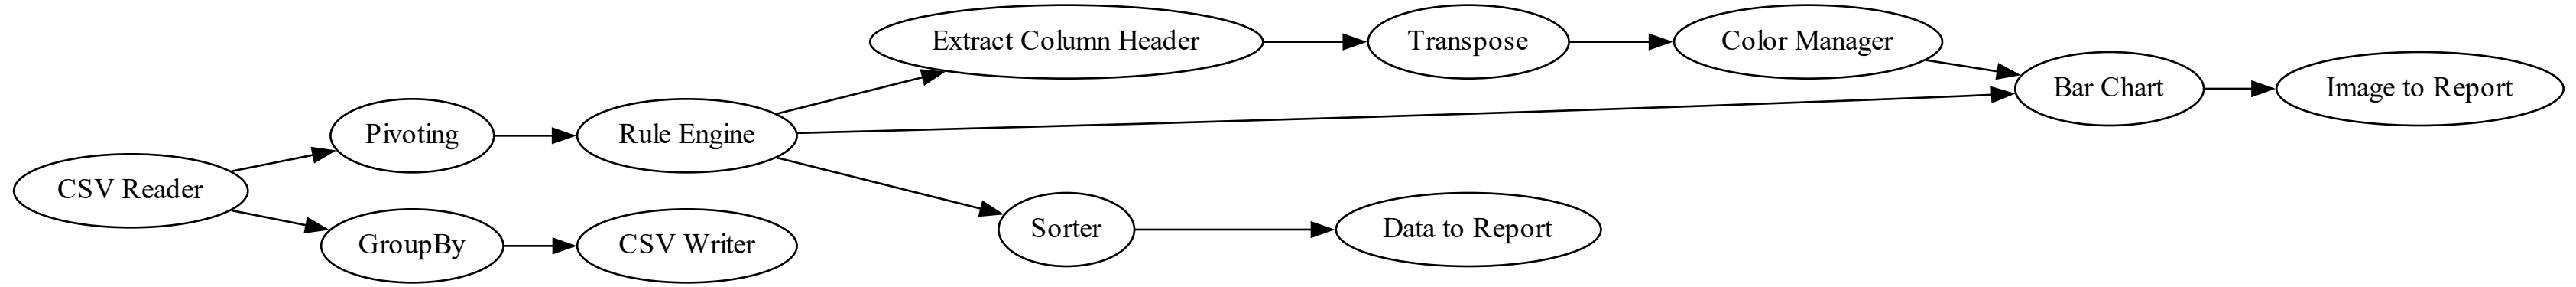 Extract Column Header
Transpose
Color Manager
Bar Chart
Image to Report
Pivoting
Rule Engine
CSV Reader
Sorter
Data to Report
GroupBy
CSV Writer